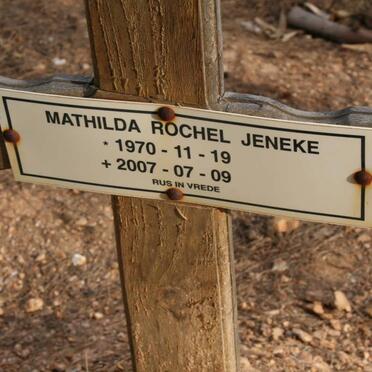 MATHILDA ROCHEL JENEKE
* 1970 - 11 - 19
+ 2007 - 07 - 09
RUS IN VREDE